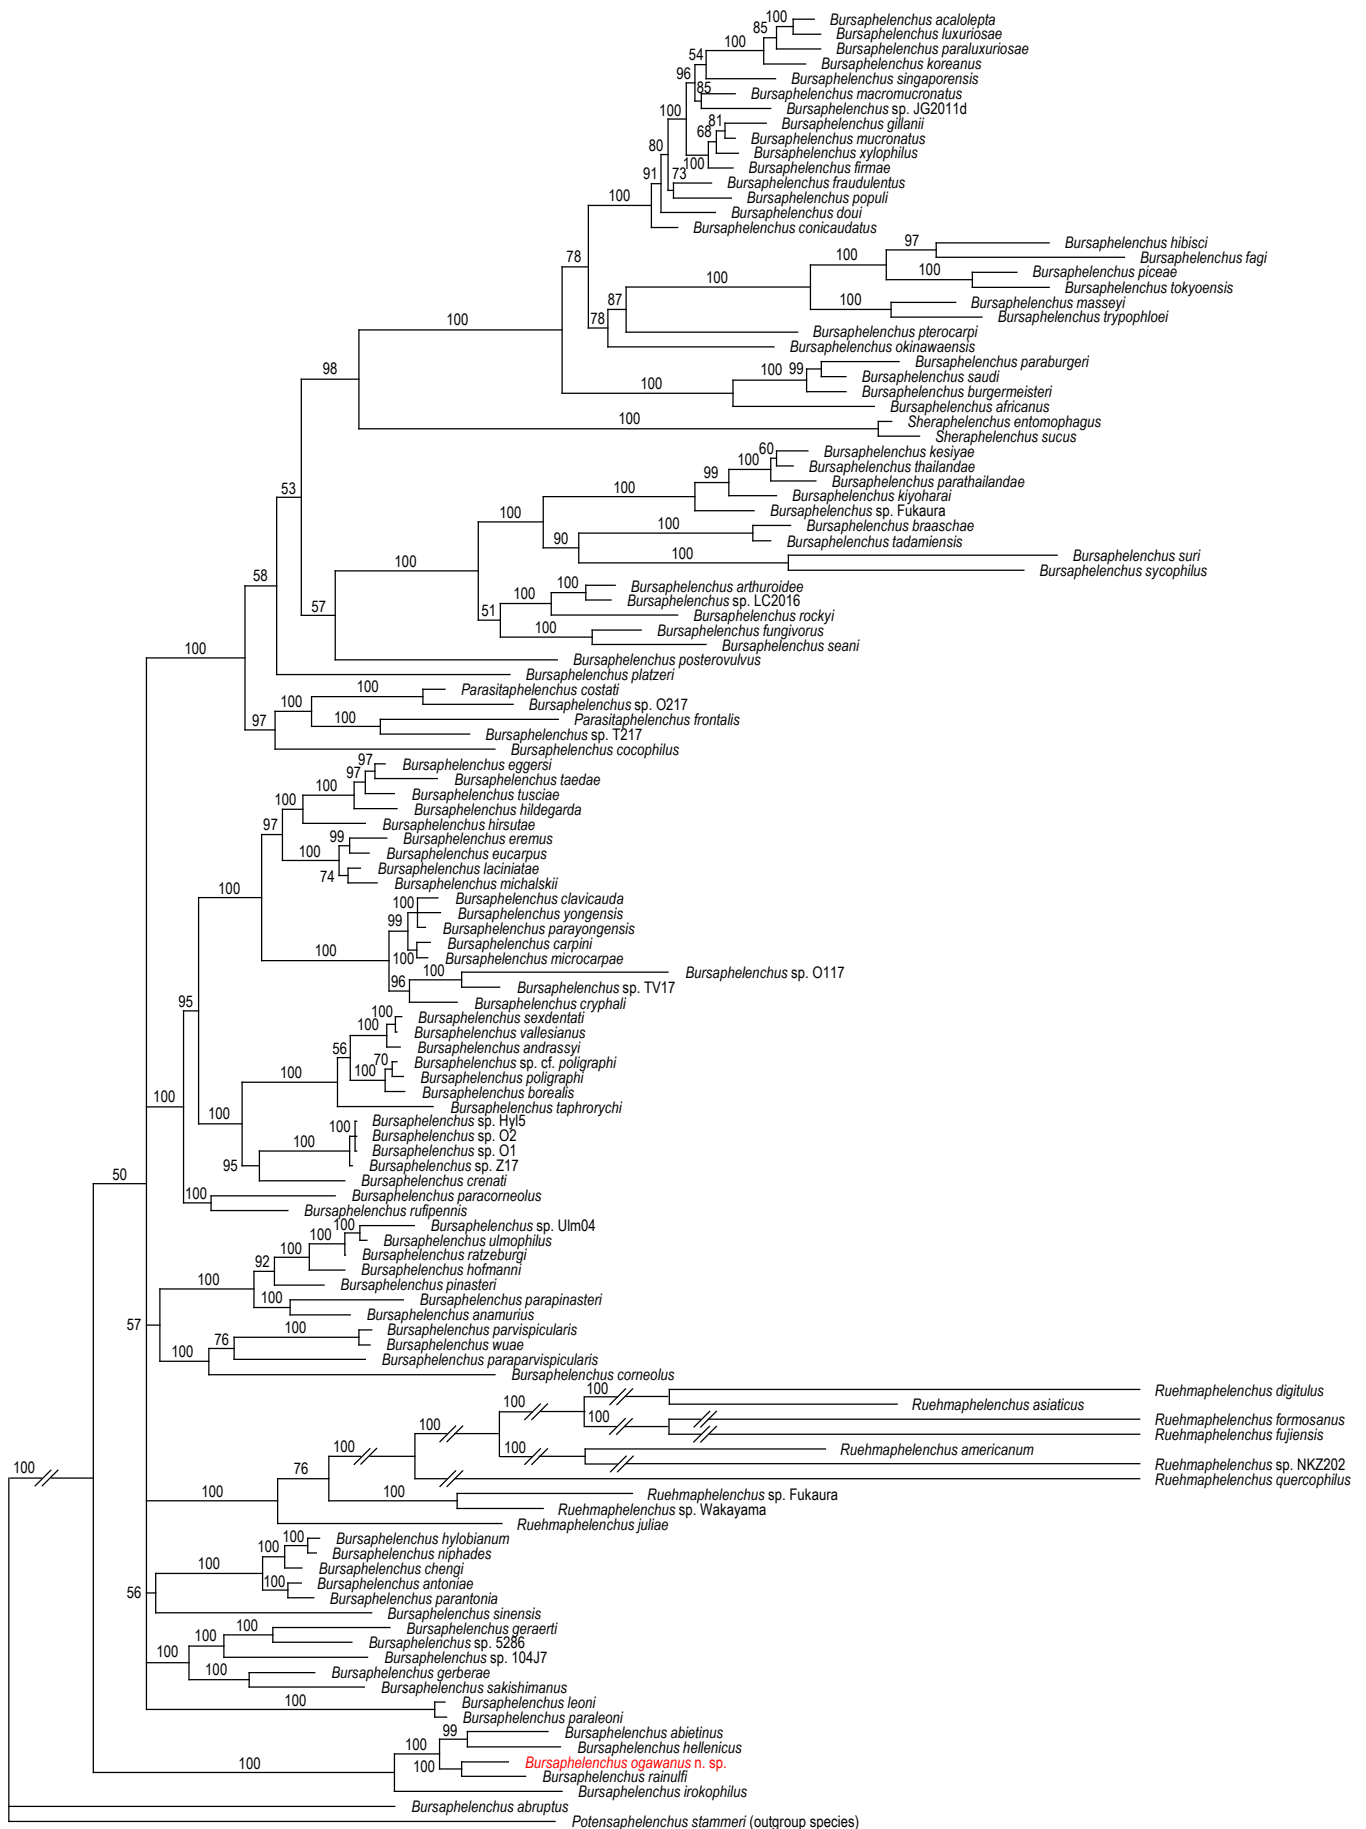 100 Bursaphelenchus acalolepta
85 Bursaphelenchus luxuriosae
100 Bursaphelenchus paraluxuriosae
54 Bursaphelenchus koreanus
96 Bursaphelenchus singaporensis
85 Bursaphelenchus macromucronatus
Bursaphelenchus sp. JG2011d
100 81 Bursaphelenchus gillanii
68 Bursaphelenchus mucronatus
80 Bursaphelenchus xylophilus
100 Bursaphelenchus firmae
91 73 Bursaphelenchus fraudulentus
100 Bursaphelenchus populi
Bursaphelenchus doui
Bursaphelenchus conicaudatus
97 Bursaphelenchus hibisci
78 100 Bursaphelenchus fagi
100 Bursaphelenchus piceae
100 Bursaphelenchus tokyoensis
87 100 Bursaphelenchus masseyi
78 Bursaphelenchus trypophloei
100 Bursaphelenchus pterocarpi
Bursaphelenchus okinawaensis
98 100 99 Bursaphelenchus paraburgeri
Bursaphelenchus saudi
100 Bursaphelenchus burgermeisteri
Bursaphelenchus africanus
100 Sheraphelenchus entomophagus
Sheraphelenchus sucus
60 Bursaphelenchus kesiyae
100 Bursaphelenchus thailandae
99 Bursaphelenchus parathailandae
53 100 Bursaphelenchus kiyoharai
Bursaphelenchus sp. Fukaura
100 100 Bursaphelenchus braaschae
90 Bursaphelenchus tadamiensis
100 Bursaphelenchus suri
58 100 Bursaphelenchus sycophilus
100 Bursaphelenchus arthuroidee
100 Bursaphelenchus sp. LC2016
57 51 Bursaphelenchus rockyi
100 Bursaphelenchus fungivorus
Bursaphelenchus seani
100 Bursaphelenchus posterovulvus
Bursaphelenchus platzeri
100 Parasitaphelenchus costati
100 Bursaphelenchus sp. O217
97 100 Parasitaphelenchus frontalis
Bursaphelenchus sp. T217
Bursaphelenchus cocophilus
97 Bursaphelenchus eggersi
97 Bursaphelenchus taedae
100 Bursaphelenchus tusciae
100 Bursaphelenchus hildegarda
97 Bursaphelenchus hirsutae
99 Bursaphelenchus eremus
100 Bursaphelenchus eucarpus
74 Bursaphelenchus laciniatae
100 Bursaphelenchus michalskii
100 Bursaphelenchus clavicauda
99 Bursaphelenchus yongensis
Bursaphelenchus parayongensis
100 Bursaphelenchus carpini
100 Bursaphelenchus microcarpae
100 Bursaphelenchus sp. O117
96 Bursaphelenchus sp. TV17
95 Bursaphelenchus cryphali
100 Bursaphelenchus sexdentati
100 Bursaphelenchus vallesianus
56 Bursaphelenchus andrassyi
70 Bursaphelenchus sp. cf. poligraphi
100 100 Bursaphelenchus poligraphi
Bursaphelenchus borealis
100 Bursaphelenchus taphrorychi
100 100 Bursaphelenchus sp. Hyl5
Bursaphelenchus sp. O2
100 Bursaphelenchus sp. O1
95 Bursaphelenchus sp. Z17
50 Bursaphelenchus crenati
100 Bursaphelenchus paracorneolus
Bursaphelenchus rufipennis
100 Bursaphelenchus sp. Ulm04
100 Bursaphelenchus ulmophilus
100 Bursaphelenchus ratzeburgi
92 Bursaphelenchus hofmanni
100 Bursaphelenchus pinasteri
100 Bursaphelenchus parapinasteri
Bursaphelenchus anamurius
57 100 Bursaphelenchus parvispicularis
76 Bursaphelenchus wuae
100 Bursaphelenchus paraparvispicularis
Bursaphelenchus corneolus
100 Ruehmaphelenchus digitulus
100 Ruehmaphelenchus asiaticus
100 Ruehmaphelenchus formosanus
100 Ruehmaphelenchus fujiensis
100 100 Ruehmaphelenchus americanum
100 Ruehmaphelenchus sp. NKZ202
76 Ruehmaphelenchus quercophilus
100 100 Ruehmaphelenchus sp. Fukaura
Ruehmaphelenchus sp. Wakayama
Ruehmaphelenchus juliae
100 Bursaphelenchus hylobianum
100 Bursaphelenchus niphades
100 Bursaphelenchus chengi
100 Bursaphelenchus antoniae
56 Bursaphelenchus parantonia
Bursaphelenchus sinensis
100 Bursaphelenchus geraerti
100 Bursaphelenchus sp. 5286
100 Bursaphelenchus sp. 104J7
100 Bursaphelenchus gerberae
Bursaphelenchus sakishimanus
100 Bursaphelenchus leoni
Bursaphelenchus paraleoni
99 Bursaphelenchus abietinus
100 Bursaphelenchus hellenicus
100 100 Bursaphelenchus ogawanus n. sp.
Bursaphelenchus rainulfi
Bursaphelenchus irokophilus
Bursaphelenchus abruptus
Potensaphelenchus stammeri (outgroup species)